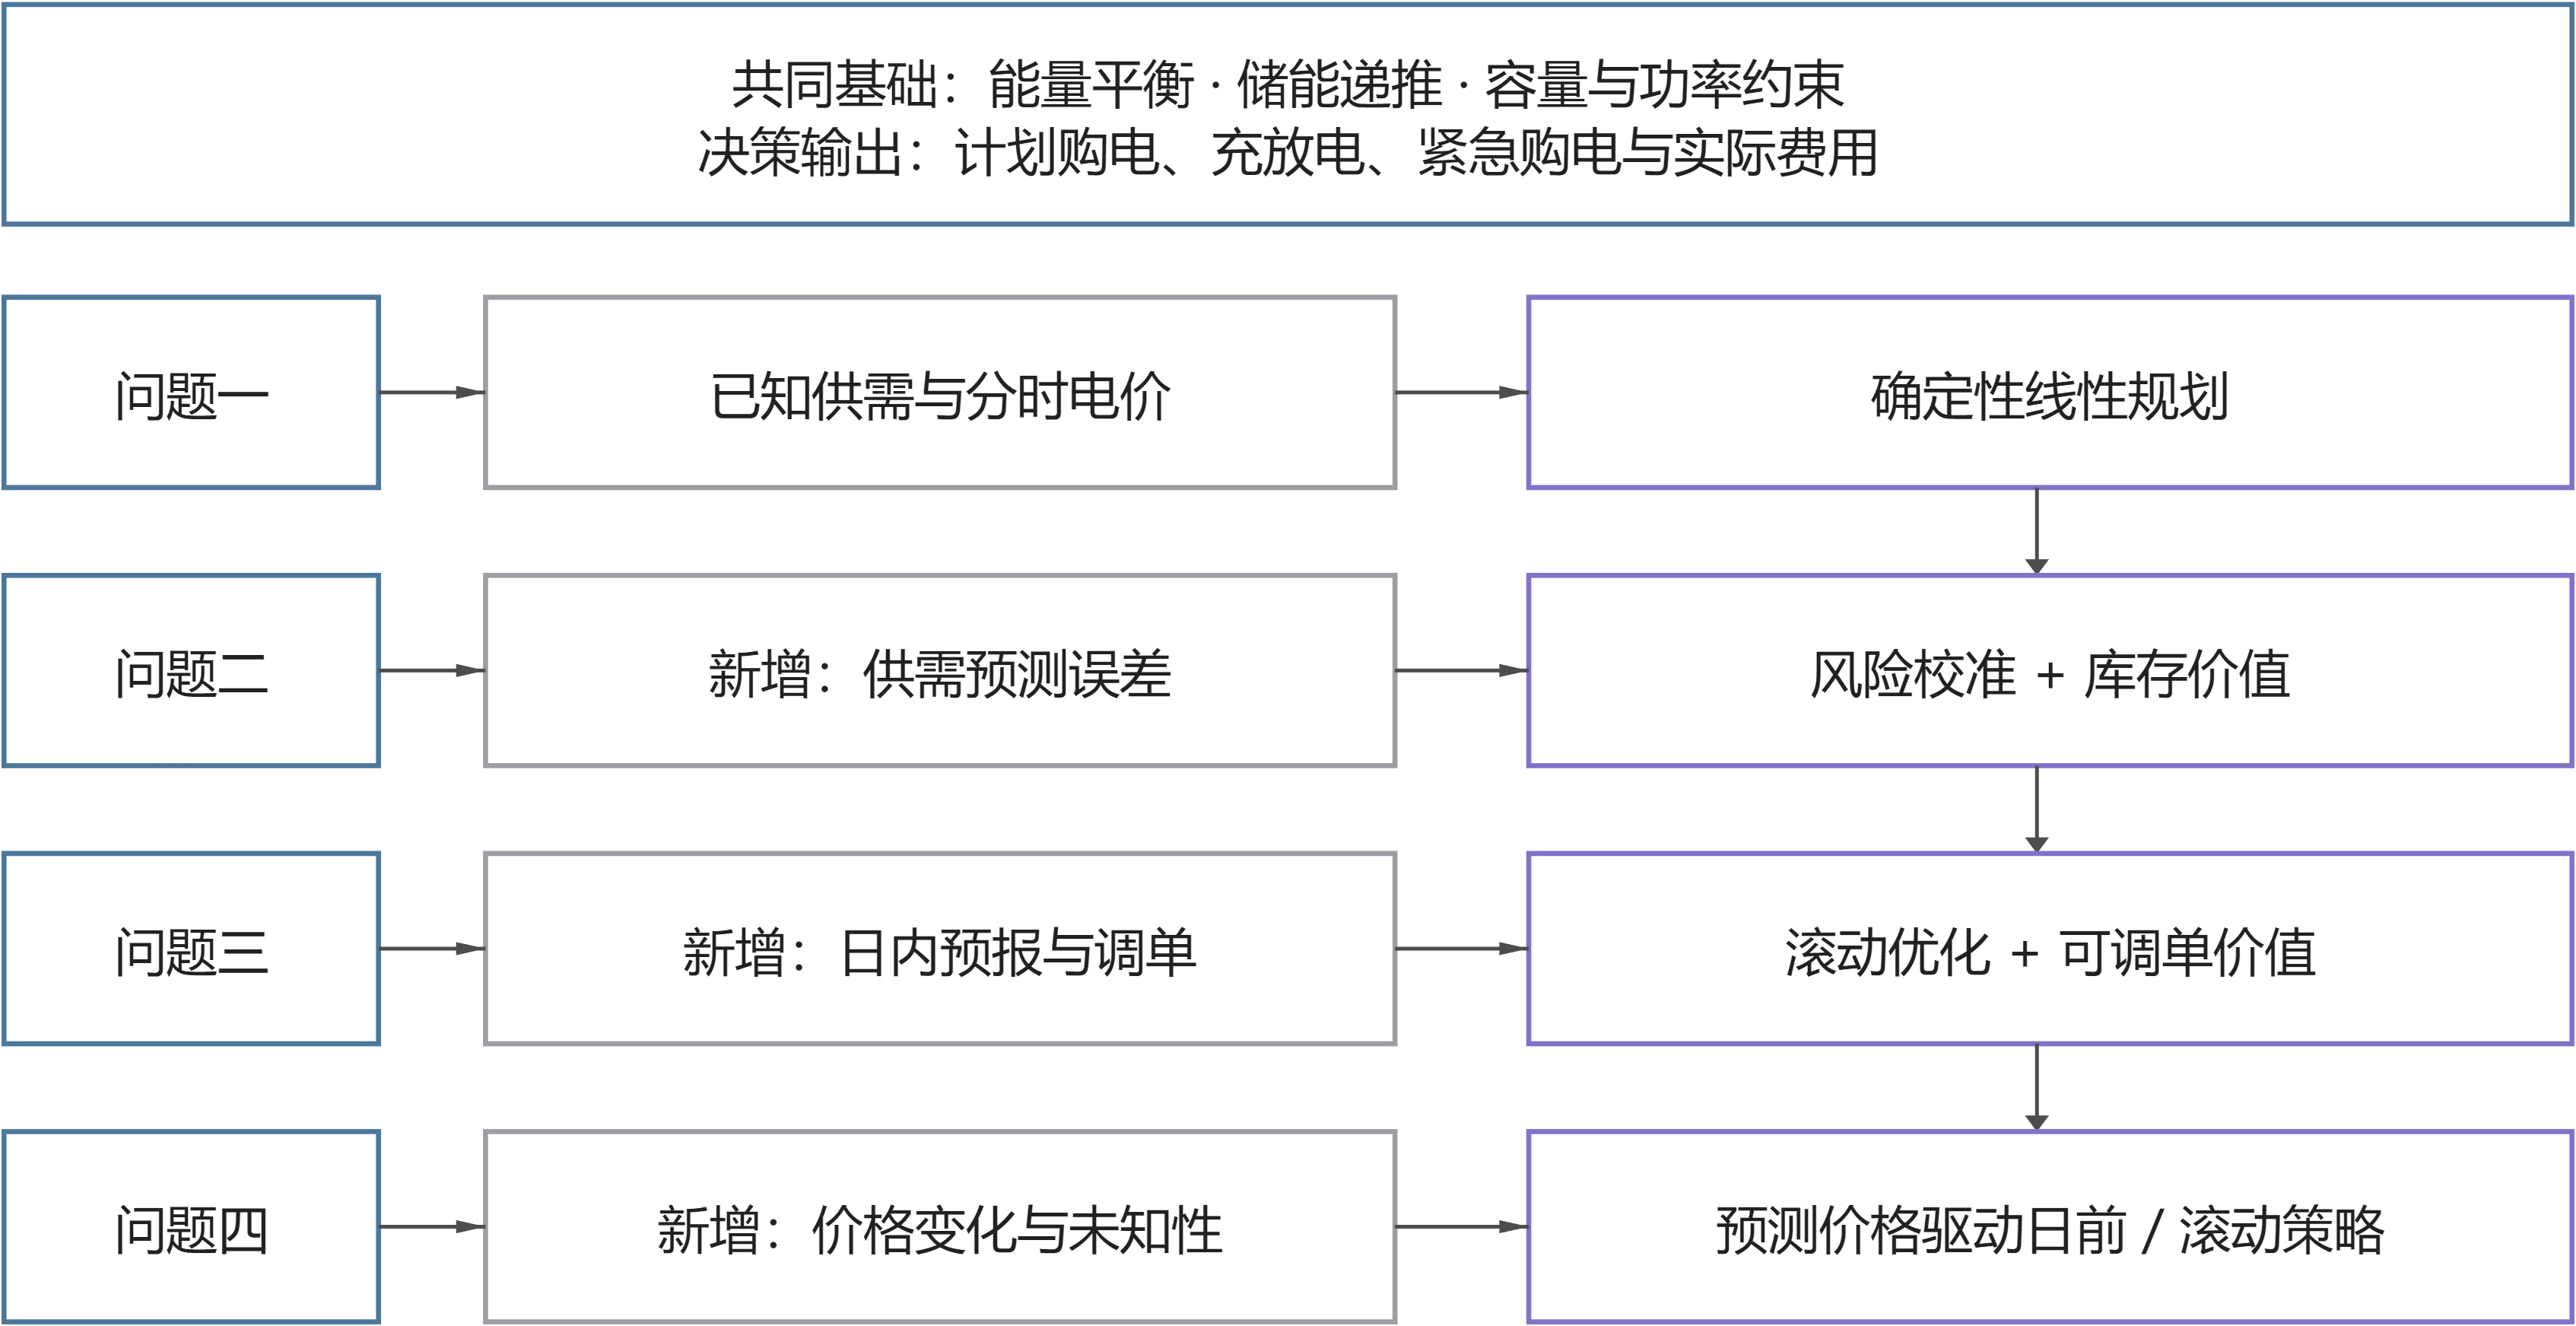 共同基础：能量平衡 · 储能递推 · 容量与功率约束
决策输出：计划购电、充放电、紧急购电与实际费用
问题一
已知供需与分时电价
确定性线性规划
问题二
新增：供需预测误差
风险校准 + 库存价值
问题三
新增：日内预报与调单
滚动优化 + 可调单价值
问题四
新增：价格变化与未知性
预测价格驱动日前 / 滚动策略